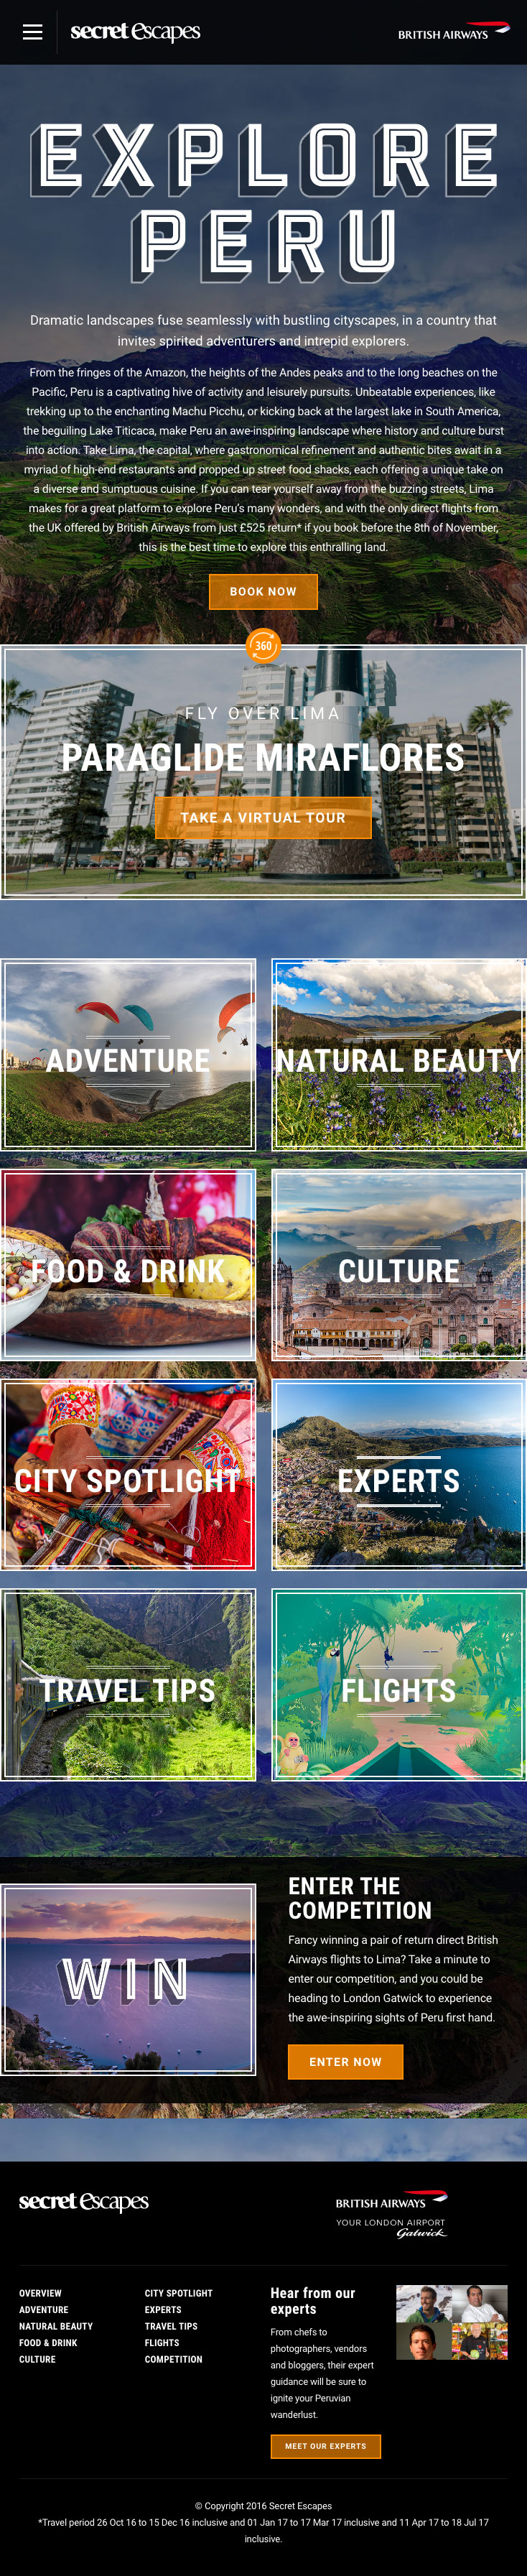 secret Escapes
BRITISH AIRWAYS
EXPLORE
PERU
Dramatic landscapes fuse seamlessly with bustling cityscapes, in a country that
invites spirited adventurers and intrepid explorers.
From the fringes of the Amazon, the heights of the Andes peaks and to the long beaches on the
Pacific, Peru is a captivating hive of activity and leisurely pursuits. Unbeatable experiences, like
trekking up to the enchanting Machu Picchu, or kicking back at the largest lake in South America,
the beguiling Lake Titicaca, make Peru an awe-inspiring landscape where history and culture burst
into action. Take Lima, the capital, where gastronomical refinement and authentic bites await in a
myriad of high-end restaurants and propped up street food shacks, each offering a unique take on
a diverse and sumptuous cuisine. If you can tear yourself away from the buzzing streets, Lima
makes for a great platform to explore Peru's many wonders, and with the only direct flights from
the UK offered by British Airways from just £525 return* if you book before the 8th of November,
this is the best time to explore this enthralling land.
BOOK NOW
360
FLY OVER LIMA
PARAGLIDE MIRAFLORES
TAKE A VIRTUAL TOUR
ADVENTURE
NATURAL BEAUTY
FOOD & DRINK
CULTURE
CITY SPOTLIGHT
EXPERTS
TRAVEL TIPS
FLIGHTS
WIN
ENTER THE
COMPETITION
Fancy winning a pair of return direct British
Airways flights to Lima? Take a minute to
enter our competition, and you could be
heading to London Gatwick to experience
the awe-inspiring sights of Peru first hand.
ENTER NOW
secret Escapes
BRITISH AIRWAYS
YOUR LONDON AIRPORT
Gatwick
OVERVIEW
ADVENTURE
NATURAL BEAUTY
FOOD & DRINK
CULTURE
CITY SPOTLIGHT
EXPERTS
TRAVEL TIPS
FLIGHTS
COMPETITION
Hear from our
experts
From chefs to
photographers, vendors
and bloggers, their expert
guidance will be sure to
ignite your Peruvian
wanderlust.
MEET OUR EXPERTS
© Copyright 2016 Secret Escapes
*Travel period 26 Oct 16 to 15 Dec 16 inclusive and 01 Jan 17 to 17 Mar 17 inclusive and 11 Apr 17 to 18 Jul 17
inclusive.